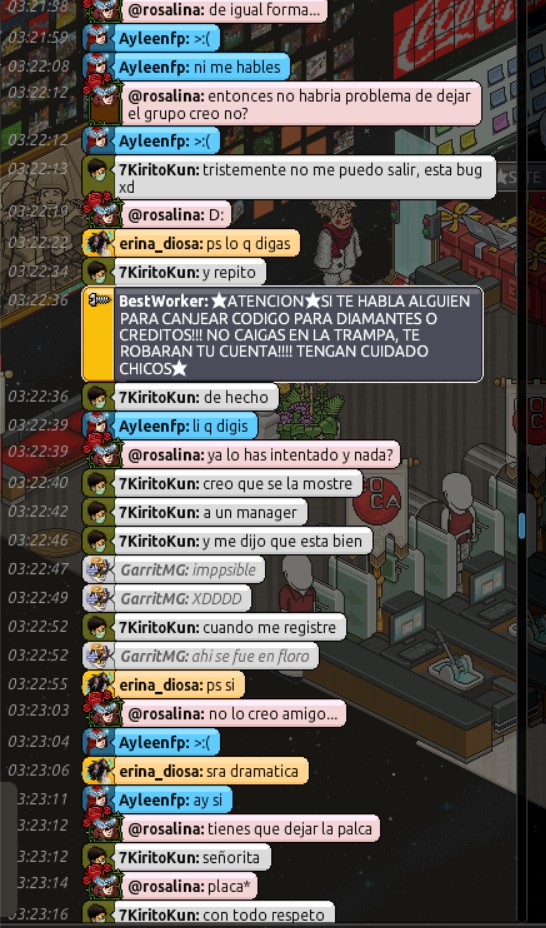 03:21:58 @rosalina: de igual forma...
03:21:59 Ayleenfp: >:(
03:22:08 Ayleenfp: ni me hables
03:22:12 @rosalina: entonces no habria problema de dejar
el grupo creo no?
03:22:12 Ayleenfp: >:(
03:22:13 7KiritoKun: tristemente no me puedo salir, esta bug
xd
03:22:19 @rosalina: D:
03:22:22 erina_diosa: ps lo q digas
03:22:34 7KiritoKun: y repito
03:22:36 BestWorker: ★ATENCION★SI TE HABLA ALGUIEN
PARA CANJEAR CODIGO PARA DIAMANTES O
CREDITOS!!! NO CAIGAS EN LA TRAMPA, TE
ROBARAN TU CUENTA!!!! TENGAN CUIDADO
CHICOS★
03:22:36 7KiritoKun: de hecho
03:22:39 Ayleenfp: li q digis
03:22:39 @rosalina: ya lo has intentado y nada?
03:22:40 7KiritoKun: creo que se la mostre
03:22:42 7KiritoKun: a un manager
03:22:46 7KiritoKun: y me dijo que esta bien
03:22:47 GarritMG: imppsible
03:22:49 GarritMG: XDDDD
03:22:52 7KiritoKun: cuando me registre
03:22:52 GarritMG: ahi se fue en floro
03:22:55 erina_diosa: ps si
03:23:03 @rosalina: no lo creo amigo...
03:23:04 Ayleenfp: >:(
03:23:06 erina_diosa: sra dramatica
3:23:11 Ayleenfp: ay si
3:23:12 @rosalina: tienes que dejar la palca
3:23:12 7KiritoKun: señorita
3:23:14 @rosalina: placa*
03:23:16 7KiritoKun: con todo respeto